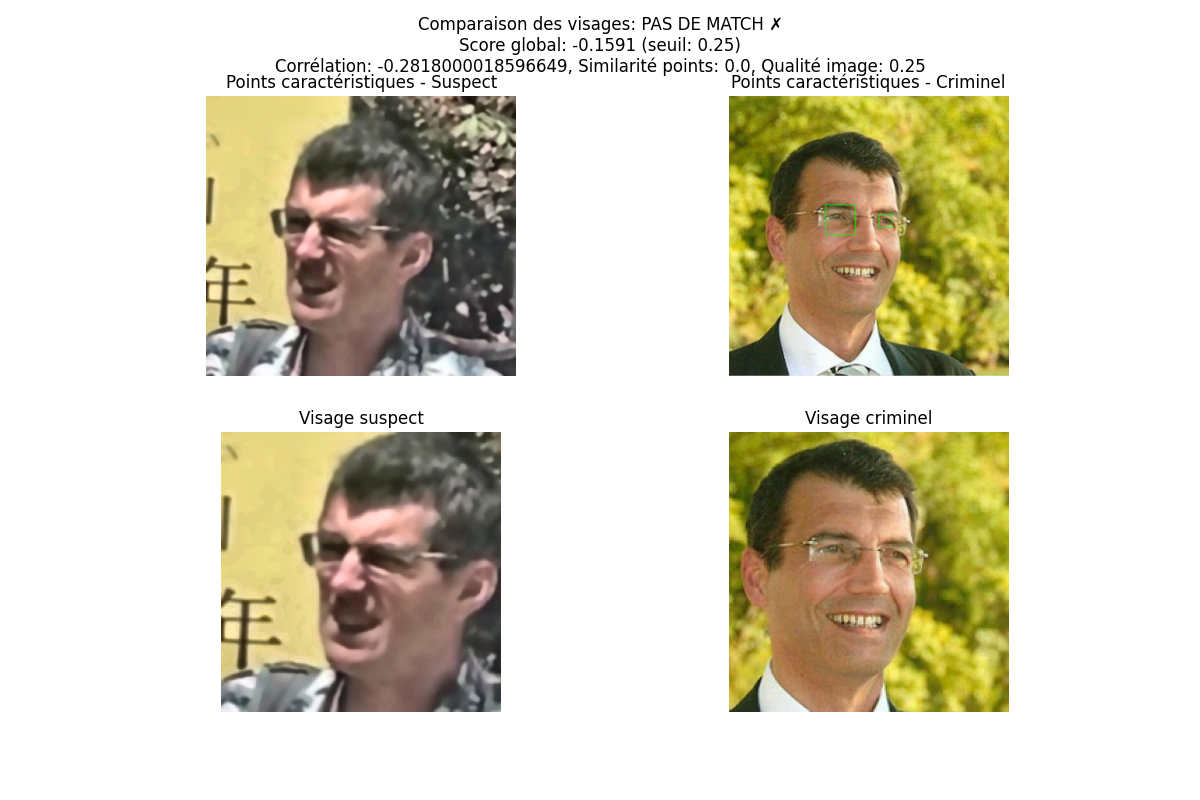 Comparaison des visages: PAS DE MATCH ✗
Score global: -0.1591 (seuil: 0.25)
Corrélation: -0.2818000018596649, Similarité points: 0.0, Qualité image: 0.25
Points caractéristiques - Suspect
Points caractéristiques - Criminel
年
Visage suspect
Visage criminel
年